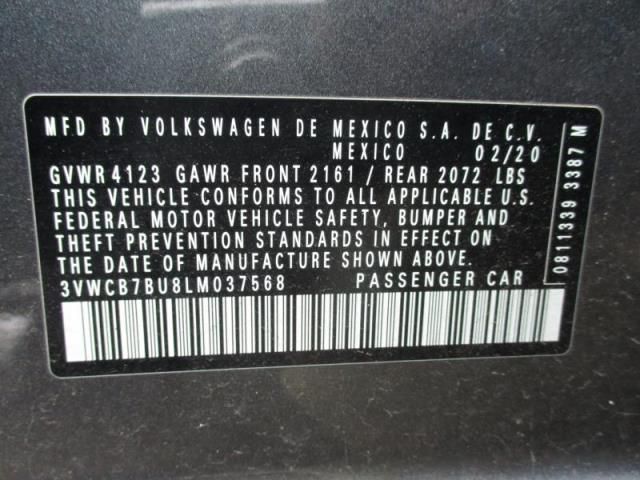 MFD BY VOLKSWAGEN DE MEXICO S.A. DE C.V.
MEXICO 02/20
GVWR 4123 GAWR FRONT 2161 / REAR 2072 LBS
THIS VEHICLE CONFORMS TO ALL APPLICABLE U.S.
FEDERAL MOTOR VEHICLE SAFETY, BUMPER AND
THEFT PREVENTION STANDARDS IN EFFECT ON
THE DATE OF MANUFACTURE SHOWN ABOVE.
3VWCB7BU8LM037568 PASSENGER CAR
0811339 3387 M